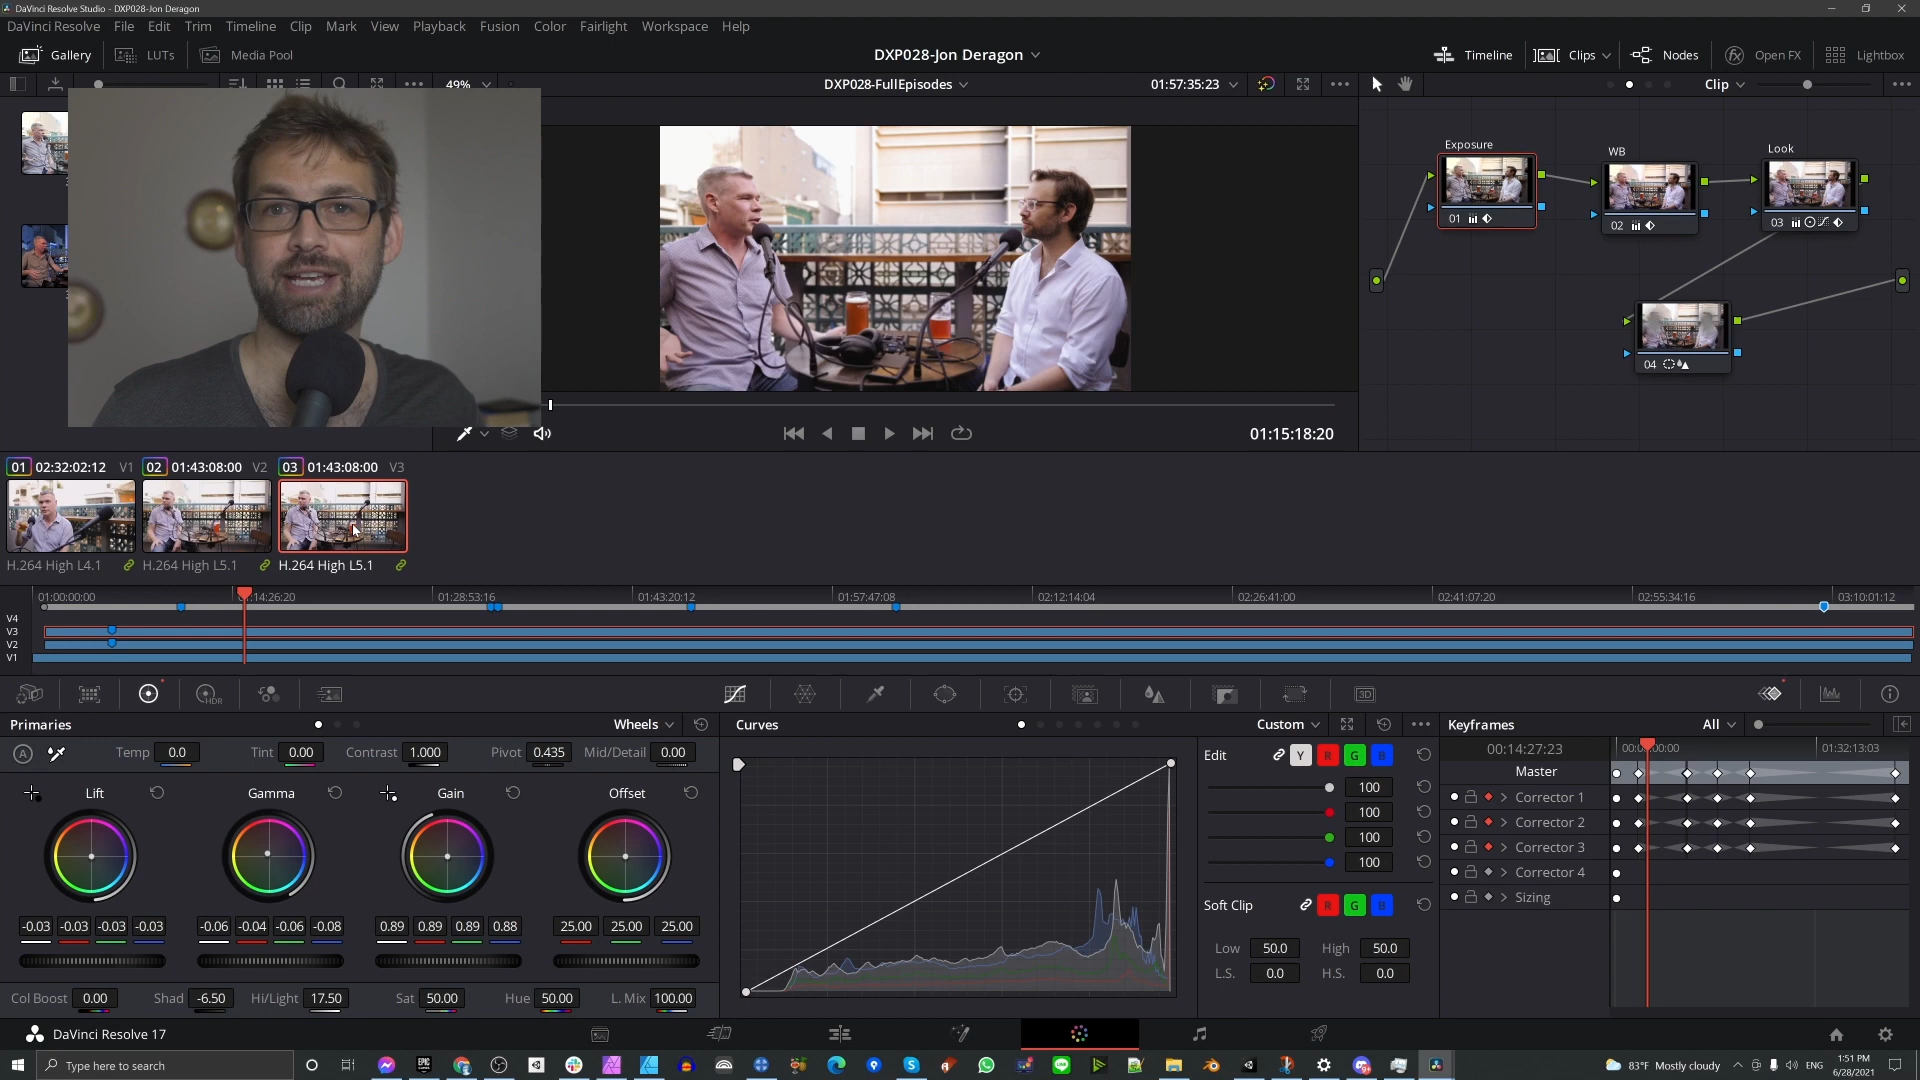 DaVinci Resolve Studio - DXP028-Jon Deragon
DaVinci Resolve File Edit Trim Timeline Clip Mark View Playback Fusion Color Fairlight Workspace Help
Gallery LUTs Media Pool DXP028-Jon Deragon Timeline Clips Nodes Open FX Lightbox
49% DXP028-FullEpisodes 01:57:35:23 Clip
Exposure WB Look
01 02 03
04
01:15:18:20
01 02:32:02:12 V1 02 01:43:08:00 V2 03 01:43:08:00 V3
H.264 High L4.1 H.264 High L5.1 H.264 High L5.1
01:00:00:00 14:26:20 01:28:53:16 01:43:20:12 01:57:47:08 02:12:14:04 02:26:41:00 02:41:07:20 02:55:34:16 03:10:01:12
V4
V3
V2
V1
HDR 3D
Primaries Wheels Curves Custom Keyframes All
A Temp 0.0 Tint 0.00 Contrast 1.000 Pivot 0.435 Mid/Detail 0.00
Edit Y R G B
00:14:27:23 01:32:13:03
Master
Lift Gamma Gain Offset
100
100
100
100
Corrector 1
Corrector 2
Corrector 3
Corrector 4
Sizing
Soft Clip R G B
-0.03 -0.03 -0.03 -0.03 -0.06 -0.04 -0.06 -0.08 0.89 0.89 0.89 0.88 25.00 25.00 25.00
Low 50.0 High 50.0
L.S. 0.0 H.S. 0.0
Col Boost 0.00 Shad -6.50 Hi/Light 17.50 Sat 50.00 Hue 50.00 L. Mix 100.00
DaVinci Resolve 17
Type here to search
83°F Mostly cloudy ENG
1:51 PM
6/28/2021